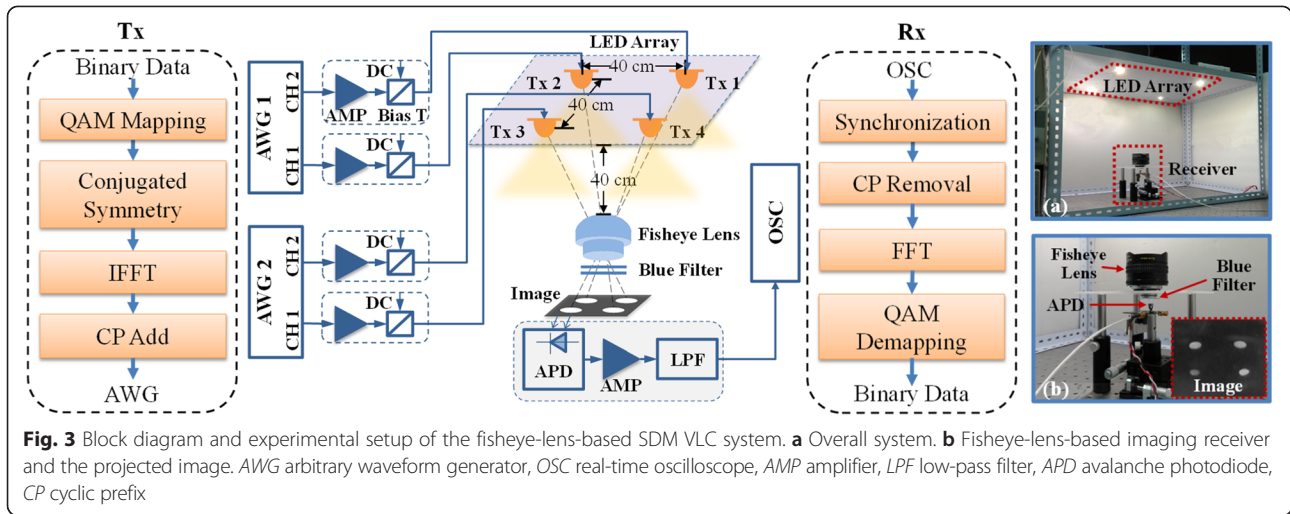 Tx
Binary Data
QAM Mapping
Conjugated
Symmetry
IFFT
CP Add
AWG
AWG 1
CH 2
CH 1
AWG 2
CH 2
CH 1
DC
AMP
Bias T
DC
DC
DC
LED Array
40 cm
Tx 2
Tx 1
40 cm
Tx 3
Tx 4
40 cm
Fisheye Lens
Blue Filter
Image
APD
AMP
LPF
OSC
Rx
OSC
Synchronization
CP Removal
FFT
QAM
Demapping
Binary Data
LED Array
Receiver
(a)
Fisheye
Lens
Blue
Filter
APD
Image
(b)
Fig. 3 Block diagram and experimental setup of the fisheye-lens-based SDM VLC system. a Overall system. b Fisheye-lens-based imaging receiver
and the projected image. AWG arbitrary waveform generator, OSC real-time oscilloscope, AMP amplifier, LPF low-pass filter, APD avalanche photodiode,
CP cyclic prefix